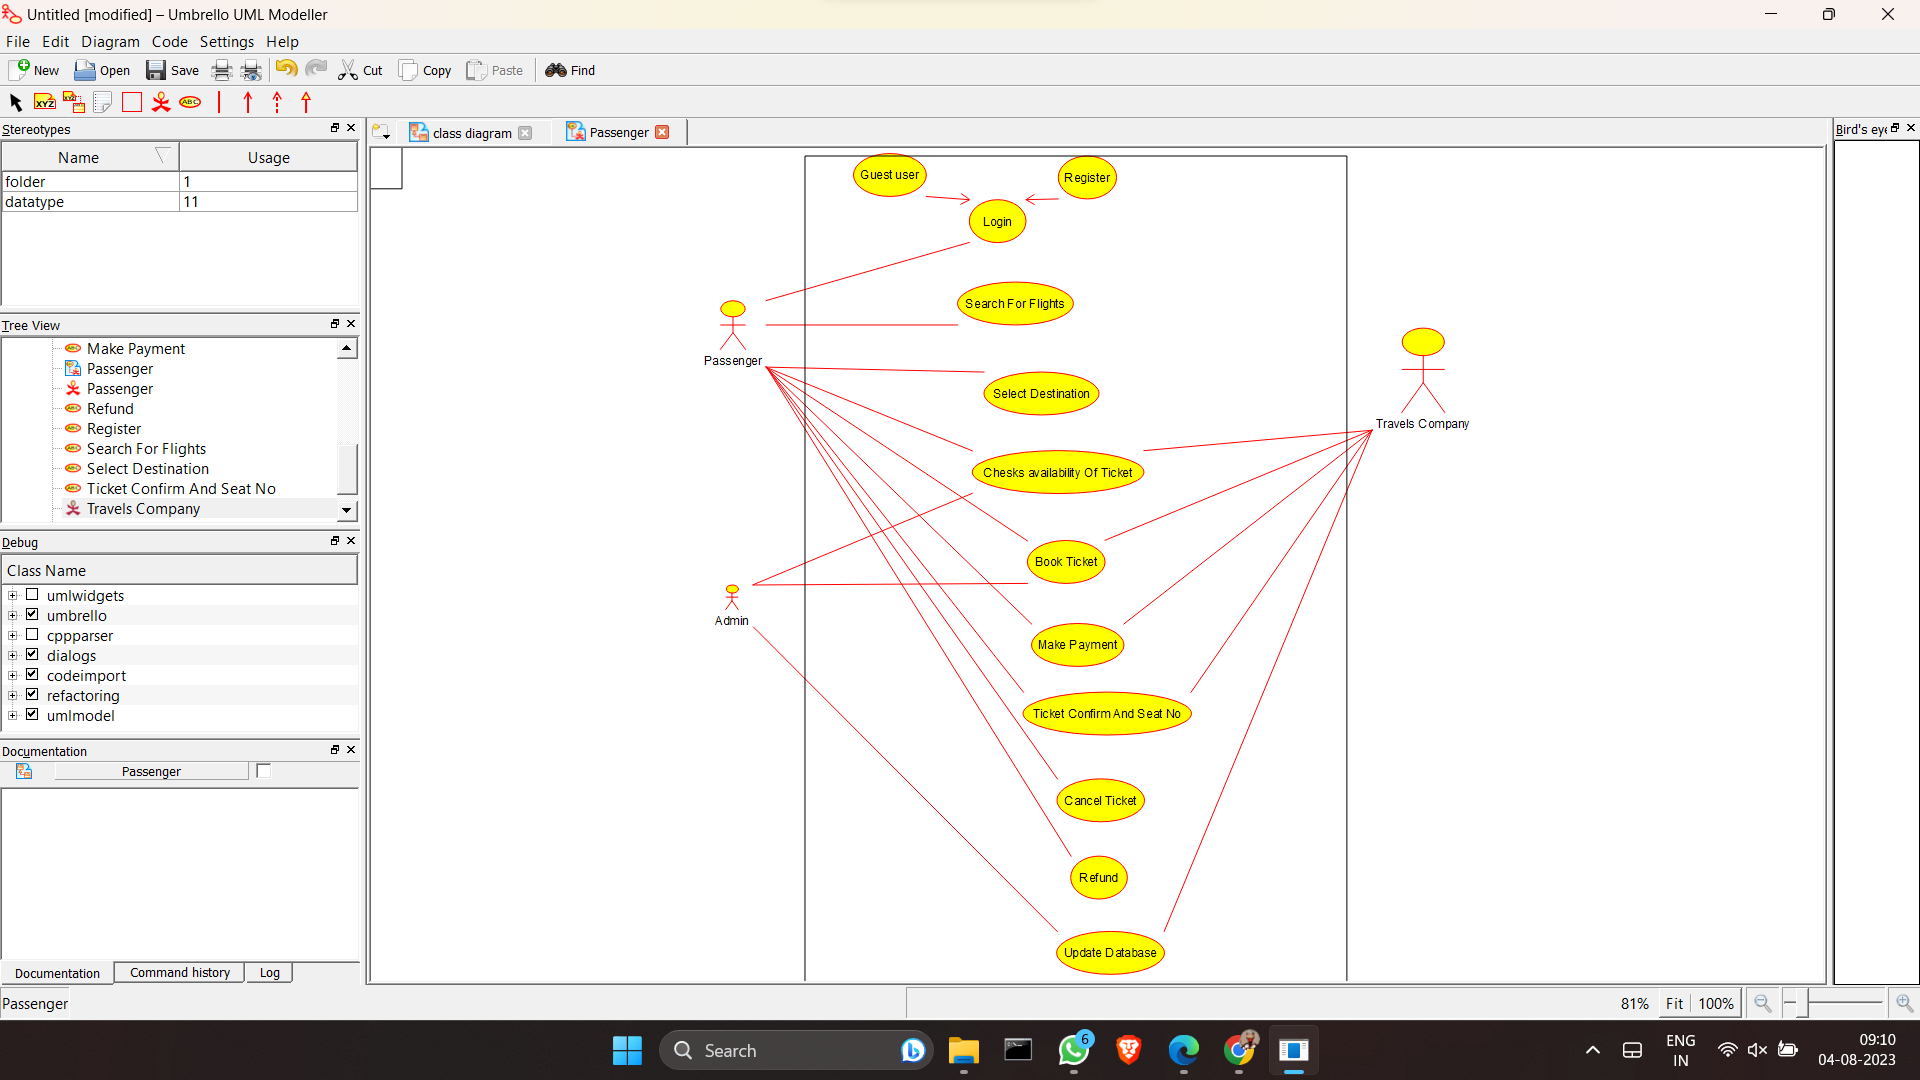 Untitled [modified] – Umbrello UML Modeller
File Edit Diagram Code Settings Help
New Open Save Cut Copy Paste Find
XYZ XYZ ABC
Stereotypes
Name Usage
folder 1
datatype 11
Tree View
Make Payment
Passenger
Passenger
Refund
Register
Search For Flights
Select Destination
Ticket Confirm And Seat No
Travels Company
Debug
Class Name
umlwidgets
umbrello
cppparser
dialogs
codeimport
refactoring
umlmodel
Documentation
Passenger
Documentation Command history Log
Passenger
class diagram Passenger
Guest user
Register
Login
Search For Flights
Passenger
Select Destination
Travels Company
Chesks availability Of Ticket
Book Ticket
Admin
Make Payment
Ticket Confirm And Seat No
Cancel Ticket
Refund
Update Database
Bird's eye
81% Fit 100%
Search
6
ENG
IN
09:10
04-08-2023